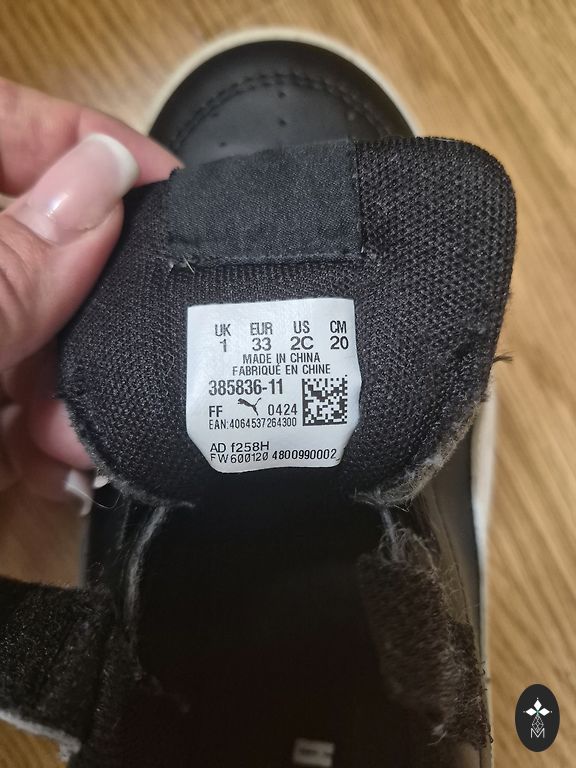 UK EUR US CM
1 33 2C 20
MADE IN CHINA
FABRIQUÉ EN CHINE
385836-11
FF 0424
EAN:4064537264300
AD f258H
FW600120 4800990002
M